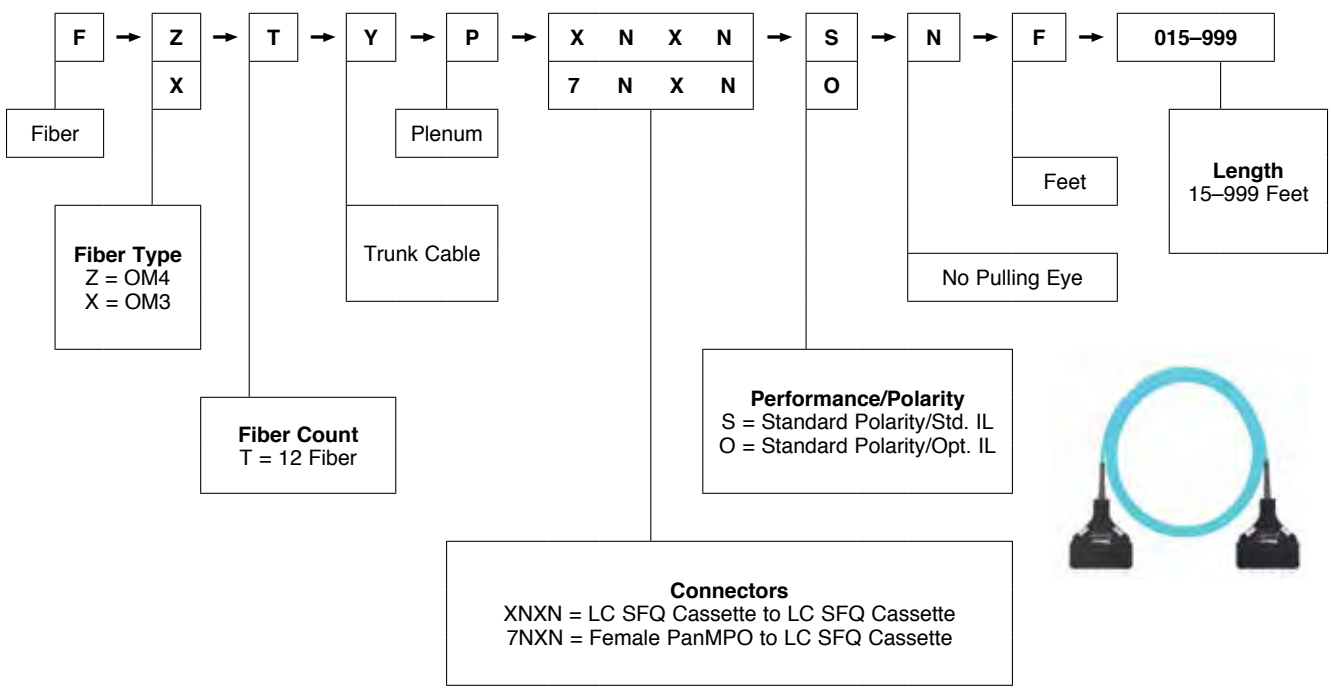 F → Z → T → Y → P → X N X N → S → N → F → 015–999
X 7 N X N O
Fiber
Plenum
Feet
Length
15–999 Feet
Fiber Type
Z = OM4
X = OM3
Trunk Cable
No Pulling Eye
Performance/Polarity
S = Standard Polarity/Std. IL
O = Standard Polarity/Opt. IL
Fiber Count
T = 12 Fiber
Connectors
XNXN = LC SFQ Cassette to LC SFQ Cassette
7NXN = Female PanMPO to LC SFQ Cassette